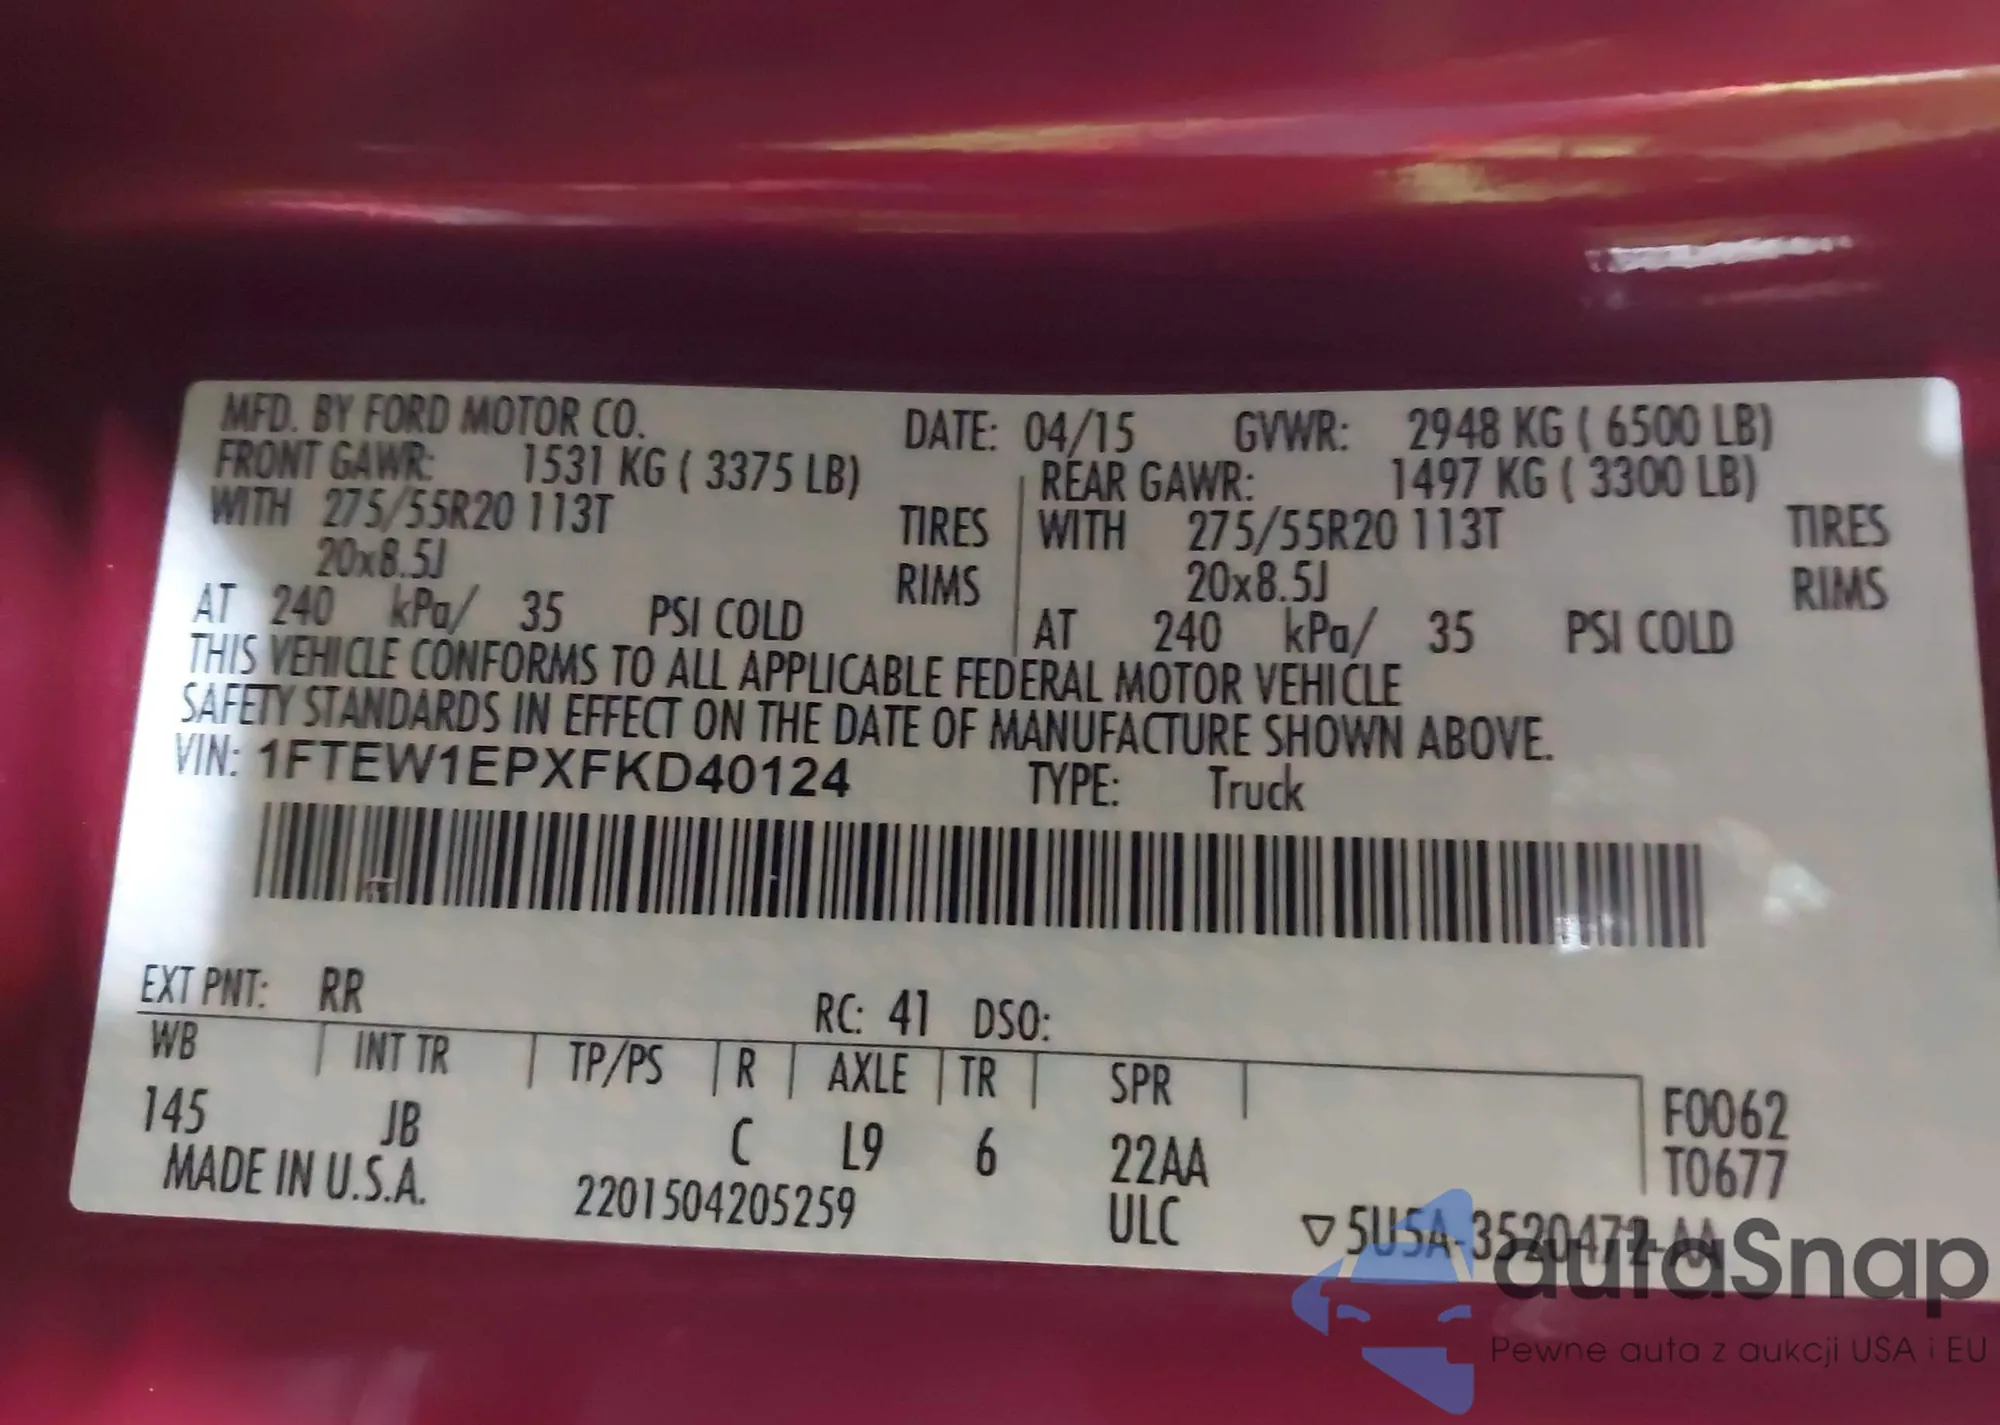 MFD. BY FORD MOTOR CO. DATE: 04/15 GVWR: 2948 KG ( 6500 LB)
FRONT GAWR: 1531 KG ( 3375 LB) REAR GAWR: 1497 KG ( 3300 LB)
WITH 275/55R20 113T TIRES WITH 275/55R20 113T TIRES
20x8.5J RIMS 20x8.5J RIMS
AT 240 kPa/ 35 PSI COLD AT 240 kPa/ 35 PSI COLD
THIS VEHICLE CONFORMS TO ALL APPLICABLE FEDERAL MOTOR VEHICLE
SAFETY STANDARDS IN EFFECT ON THE DATE OF MANUFACTURE SHOWN ABOVE.
VIN: 1FTEW1EPXFKD40124 TYPE: Truck
EXT PNT: RR RC: 41 DSO:
WB INT TR TP/PS R AXLE TR SPR F0062
145 JB C L9 6 22AA T0677
MADE IN U.S.A. 2201504205259 ULC ▽5U5A-3520472-AA
autaSnap
Pewne auta z aukcji USA i EU